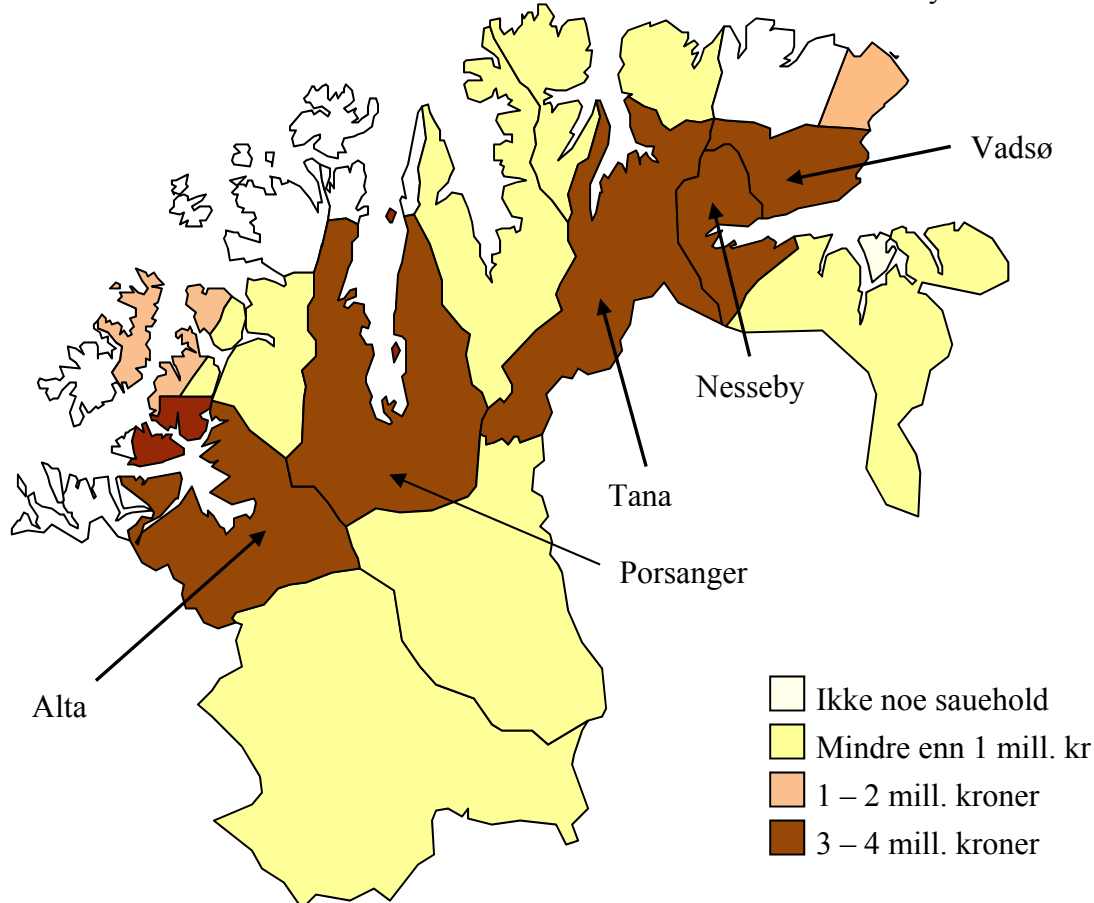 Vadsø
Nesseby
Tana
Porsanger
Alta
Ikke noe sauehold
Mindre enn 1 mill. kr
1 – 2 mill. kroner
3 – 4 mill. kroner